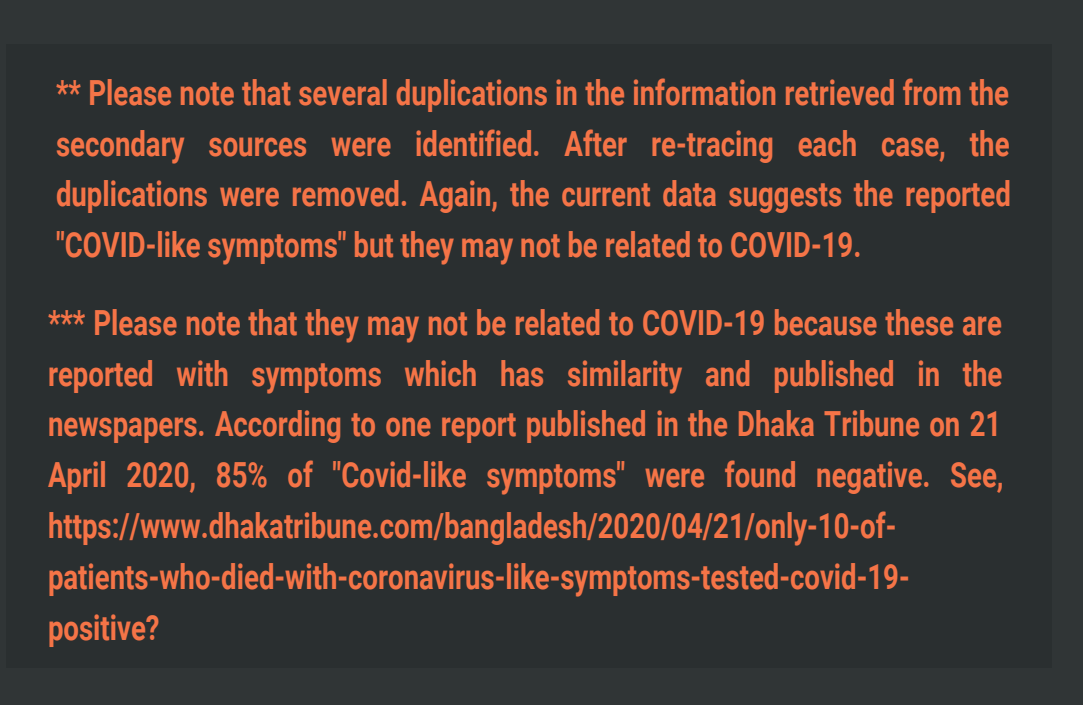 ** Please note that several duplications in the information retrieved from the
secondary sources were identified. After re-tracing each case, the
duplications were removed. Again, the current data suggests the reported
"COVID-like symptoms" but they may not be related to COVID-19.
*** Please note that they may not be related to COVID-19 because these are
reported with symptoms which has similarity and published in the
newspapers. According to one report published in the Dhaka Tribune on 21
April 2020, 85% of "Covid-like symptoms" were found negative. See,
https://www.dhakatribune.com/bangladesh/2020/04/21/only-10-of-
patients-who-died-with-coronavirus-like-symptoms-tested-covid-19-
positive?